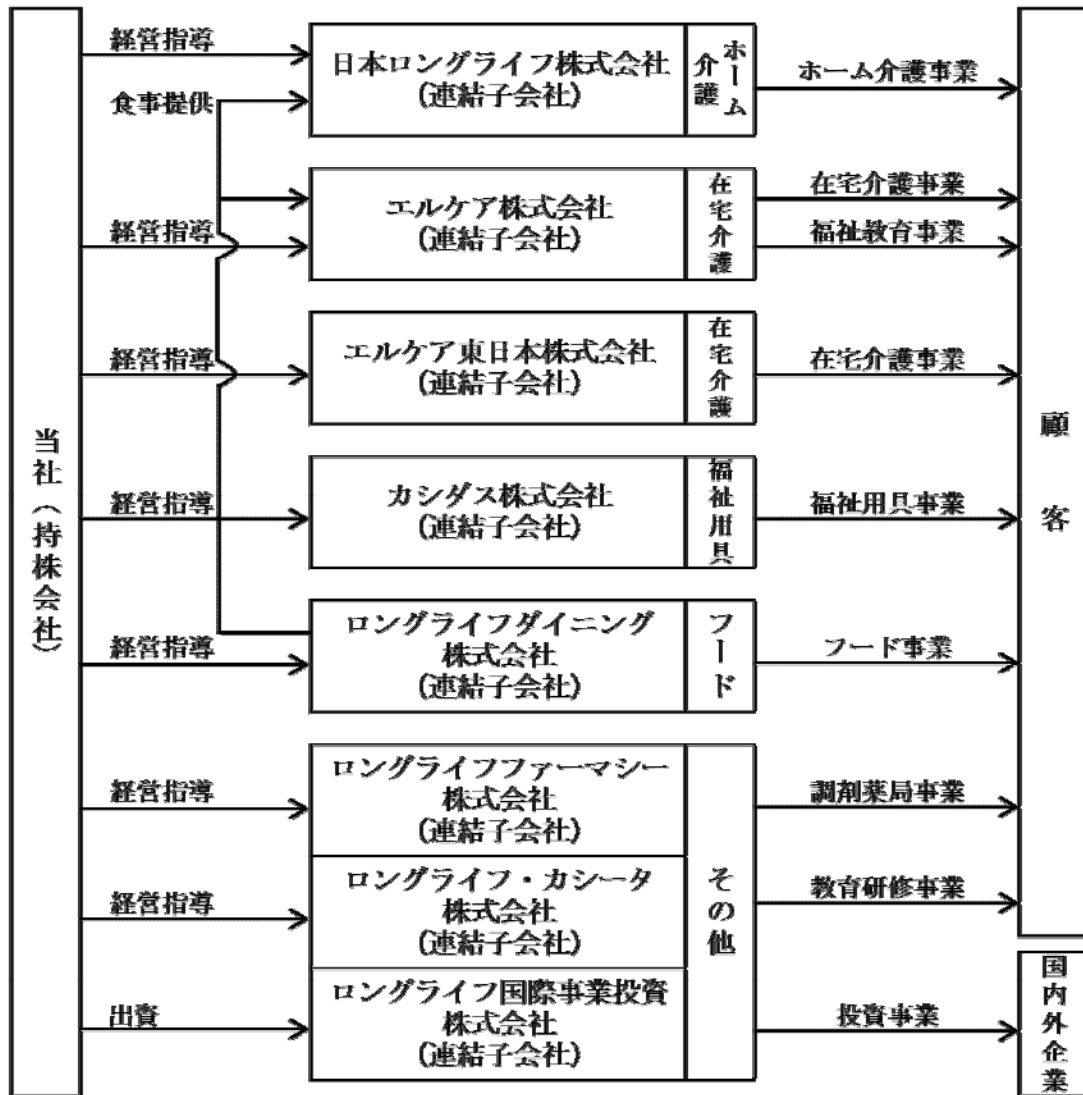 当社（持株会社）
経営指導
食事提供
日本ロングライフ株式会社
(連結子会社)
ホーム
介護
ホーム介護事業
経営指導
エルケア株式会社
(連結子会社)
在宅介護
在宅介護事業
福祉教育事業
経営指導
エルケア東日本株式会社
(連結子会社)
在宅介護
在宅介護事業
経営指導
カシダス株式会社
(連結子会社)
福祉用具
福祉用具事業
経営指導
ロングライフダイニング
株式会社
(連結子会社)
フード
フード事業
経営指導
ロングライフファーマシー
株式会社
(連結子会社)
調剤薬局事業
経営指導
ロングライフ・カシータ
株式会社
(連結子会社)
その他
教育研修事業
出資
ロングライフ国際事業投資
株式会社
(連結子会社)
投資事業
顧客
国内外企業